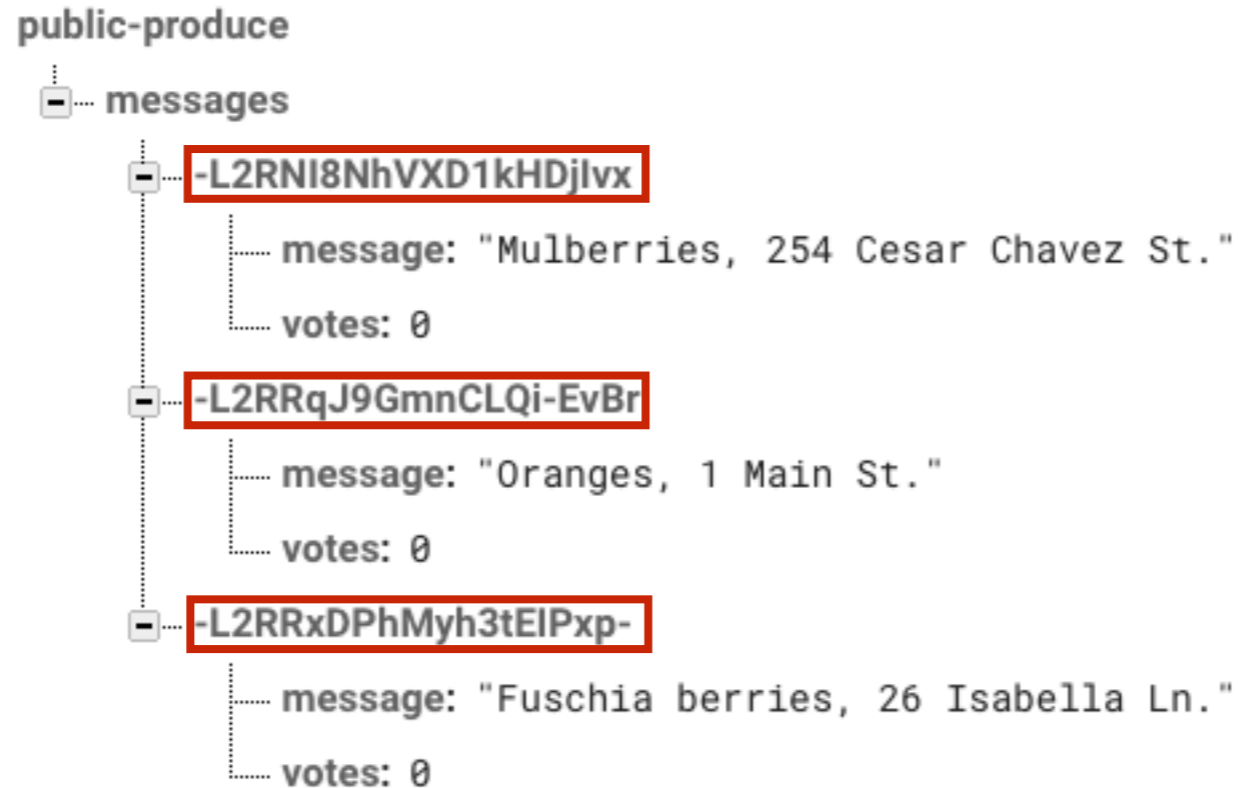 public-produce
messages
-L2RNI8NhVXD1kHDjIvx
message: "Mulberries, 254 Cesar Chavez St."
votes: 0
-L2RRqJ9GmnCLQi-EvBr
message: "Oranges, 1 Main St."
votes: 0
-L2RRxDPhMyh3tEIPxp-
message: "Fuschia berries, 26 Isabella Ln."
votes: 0